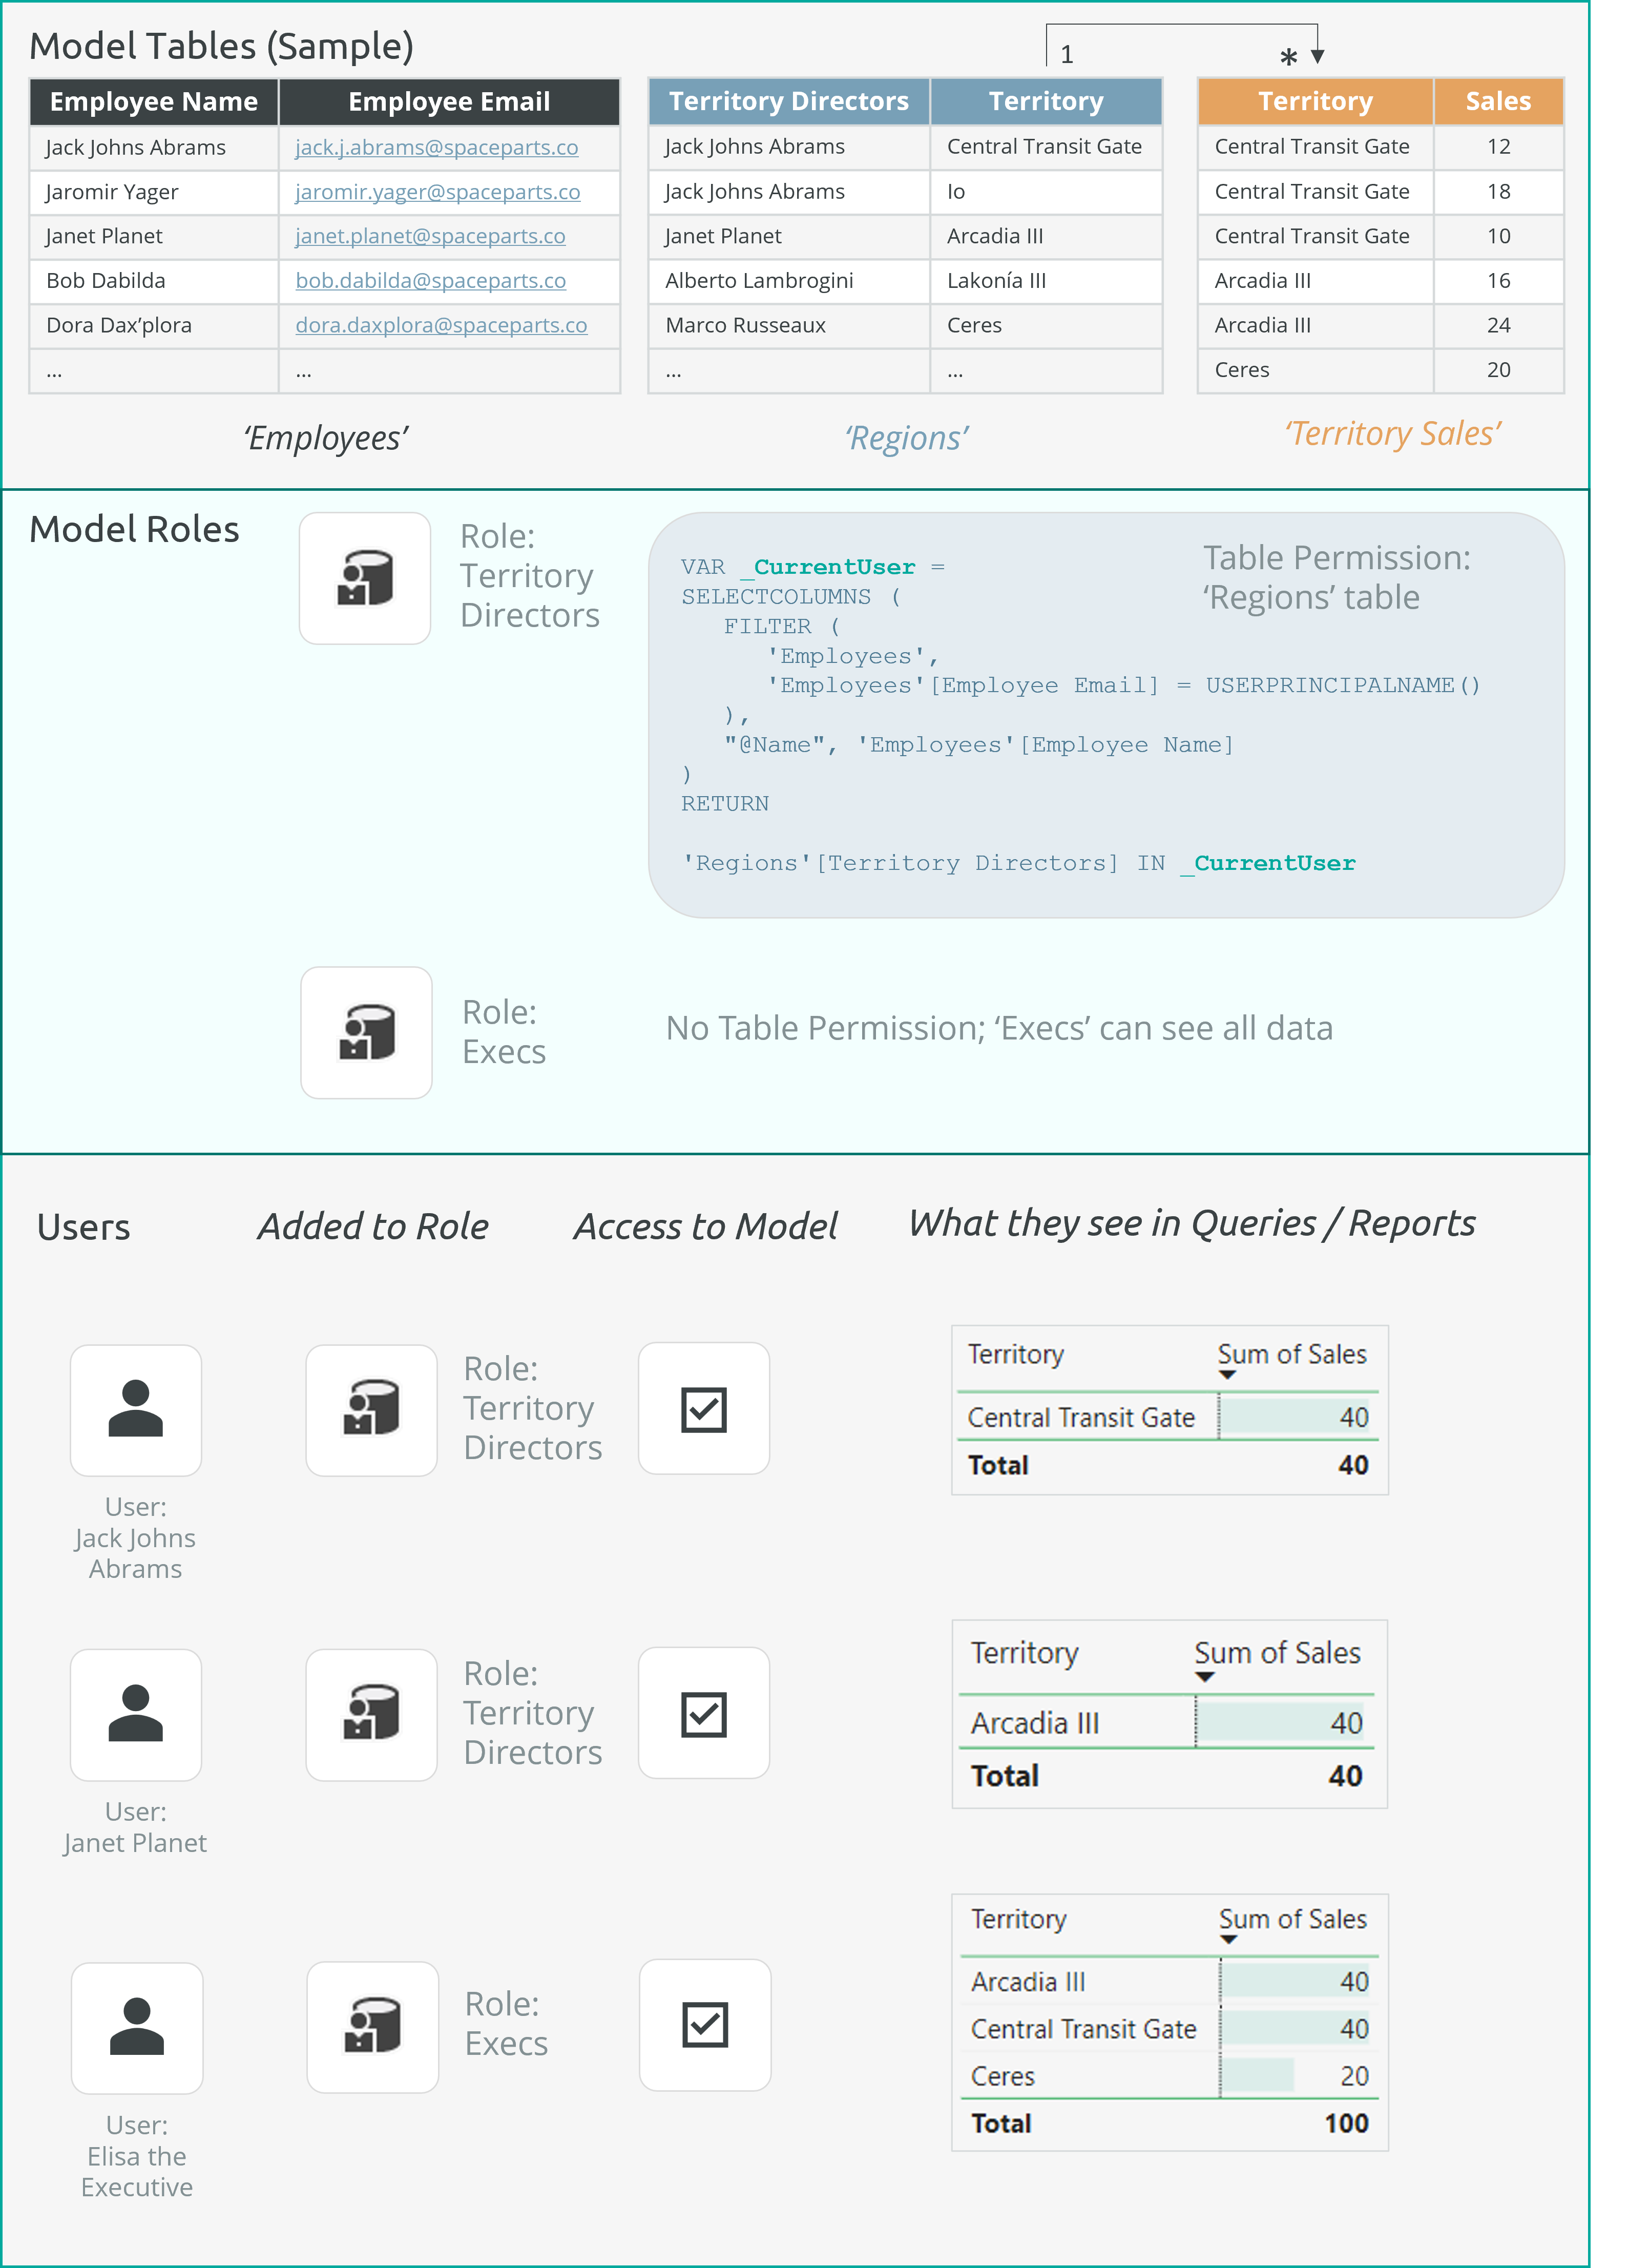 Model Tables (Sample)
1 *
Employee Name Employee Email
Jack Johns Abrams jack.j.abrams@spaceparts.co
Jaromir Yager jaromir.yager@spaceparts.co
Janet Planet janet.planet@spaceparts.co
Bob Dabilda bob.dabilda@spaceparts.co
Dora Dax’plora dora.daxplora@spaceparts.co
... ...
‘Employees’
Territory Directors Territory
Jack Johns Abrams Central Transit Gate
Jack Johns Abrams Io
Janet Planet Arcadia III
Alberto Lambrogini Lakonía III
Marco Russeaux Ceres
... ...
‘Regions’
Territory Sales
Central Transit Gate 12
Central Transit Gate 18
Central Transit Gate 10
Arcadia III 16
Arcadia III 24
Ceres 20
‘Territory Sales’
Model Roles
Role:
Territory
Directors
Table Permission:
‘Regions’ table
VAR _CurrentUser =
SELECTCOLUMNS (
FILTER (
'Employees',
'Employees'[Employee Email] = USERPRINCIPALNAME()
),
"@Name", 'Employees'[Employee Name]
)
RETURN
'Regions'[Territory Directors] IN _CurrentUser
Role:
Execs
No Table Permission; ‘Execs’ can see all data
Users Added to Role Access to Model What they see in Queries / Reports
User:
Jack Johns
Abrams
Role:
Territory
Directors
Territory Sum of Sales
Central Transit Gate 40
Total 40
User:
Janet Planet
Role:
Territory
Directors
Territory Sum of Sales
Arcadia III 40
Total 40
User:
Elisa the
Executive
Role:
Execs
Territory Sum of Sales
Arcadia III 40
Central Transit Gate 40
Ceres 20
Total 100